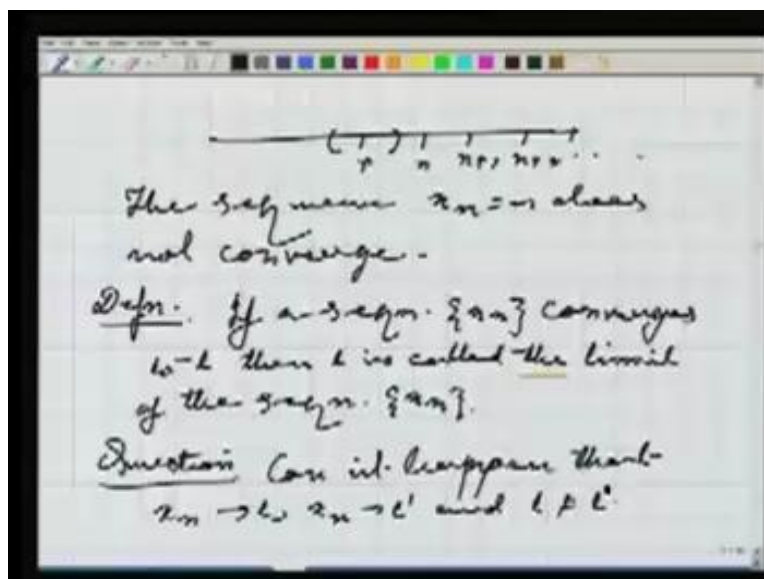 ( ) n n+1 n+2 . . .
The sequence xₙ = n does
not converge.
Defn. If a seqn. {xₙ} converges
to l then l is called the limit
of the seqn. {xₙ}.
Question Can it happen that
xₙ → l, xₙ → l' and l ≠ l'